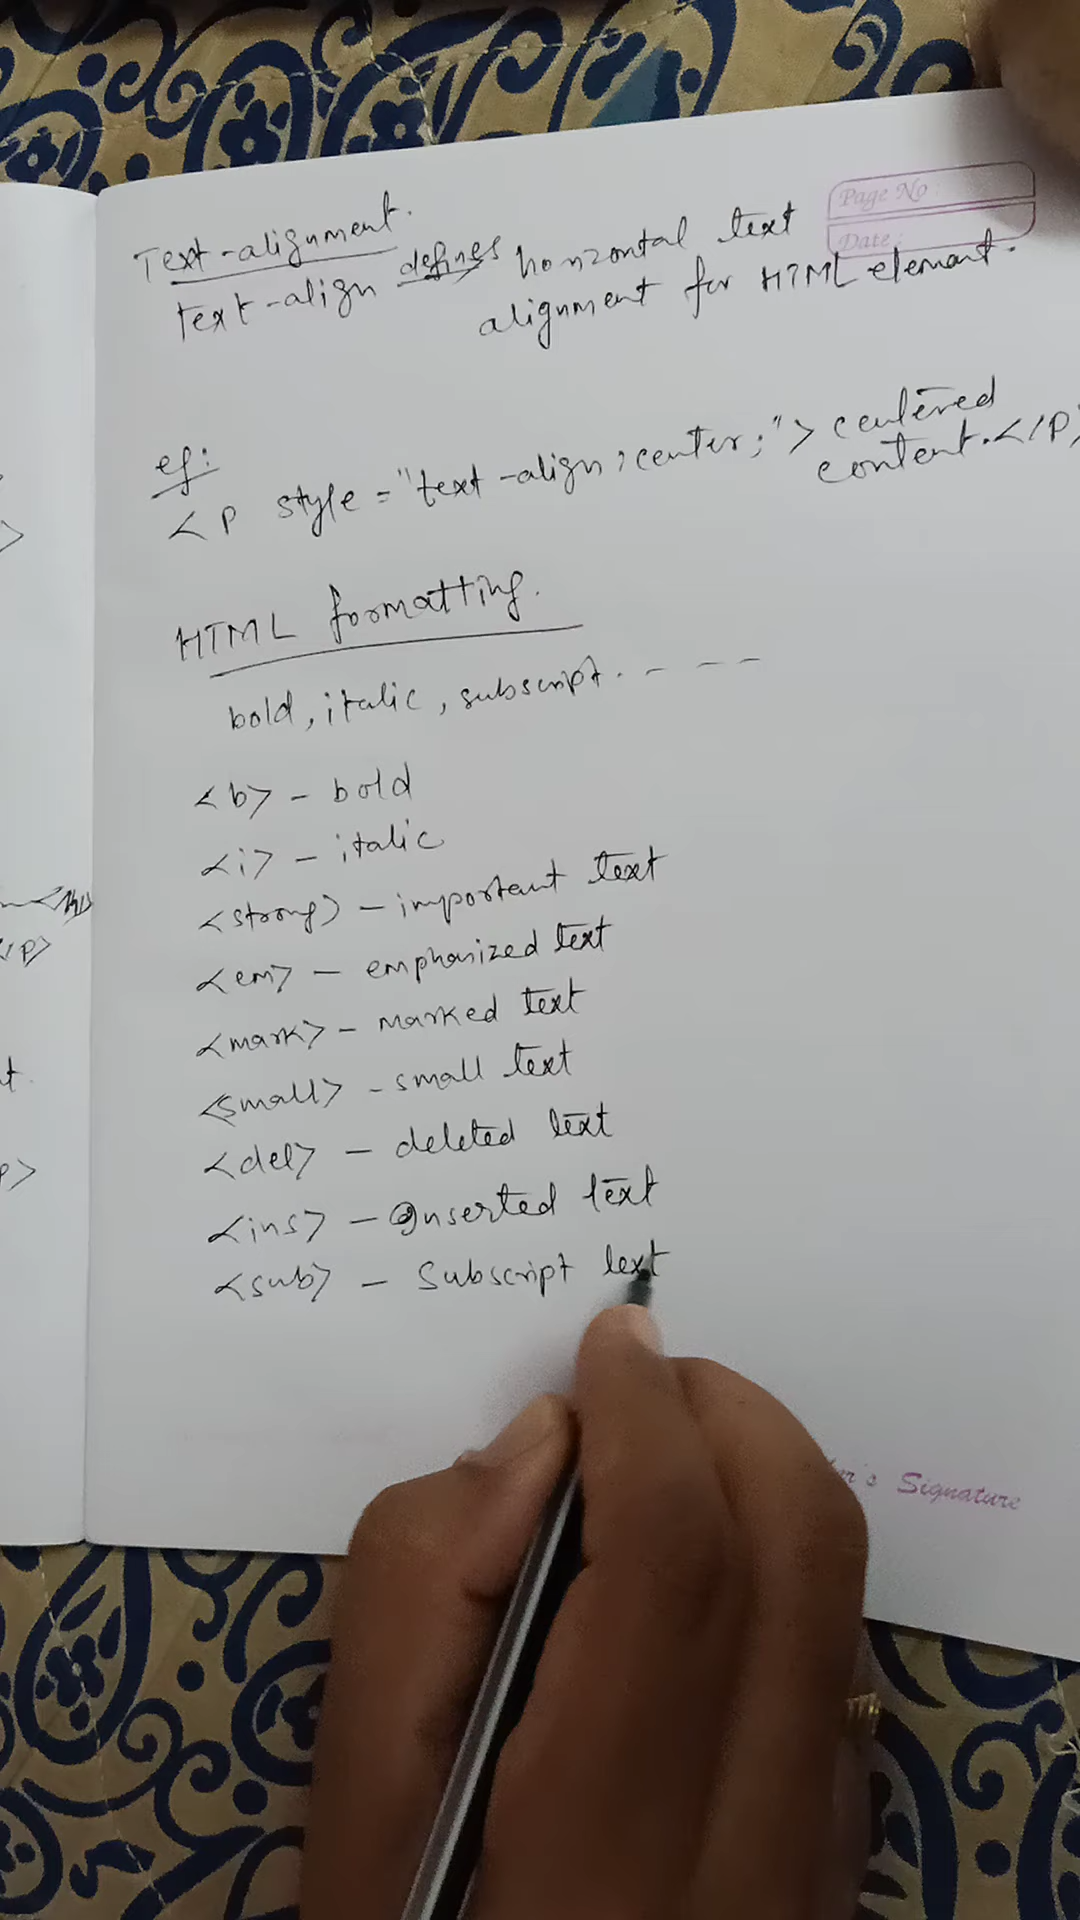 Page No :
Date :
Text-alignment.
text-align defines horizontal text
alignment for HTML element.
eg:
<P style="text-align:center;"> centered
content.</P>
HTML formatting.
bold, italic, subscript. - - - -
<b> - bold
<i> - italic
<strong> - important text
<em> - emphasized text
<mark> - marked text
<small> - small text
<del> - deleted text
<ins> - Inserted text
<sub> - Subscript text
Signature